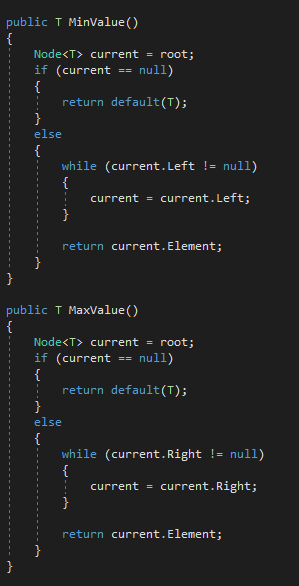 public T MinValue()
{
    Node<T> current = root;
    if (current == null)
    {
        return default(T);
    }
    else
    {
        while (current.Left != null)
        {
            current = current.Left;
        }

        return current.Element;
    }
}

public T MaxValue()
{
    Node<T> current = root;
    if (current == null)
    {
        return default(T);
    }
    else
    {
        while (current.Right != null)
        {
            current = current.Right;
        }

        return current.Element;
    }
}